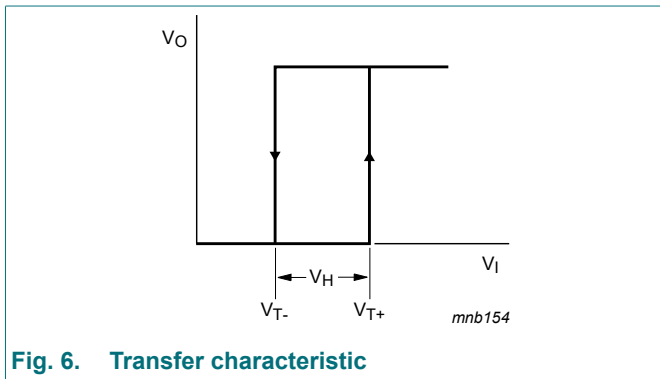 VO
VH
VI
VT-
VT+
mnb154
Fig. 6. Transfer characteristic